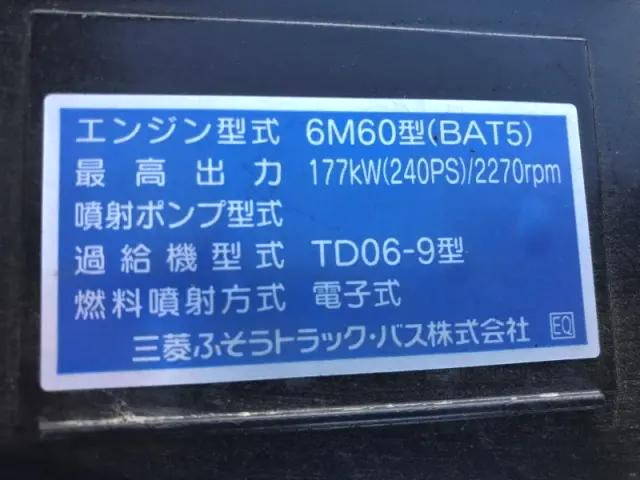 エンジン型式 6M60型(BAT5)
最高出力 177kW(240PS)/2270rpm
噴射ポンプ型式
過給機型式 TD06-9型
燃料噴射方式 電子式
三菱ふそうトラック・バス株式会社 EQ